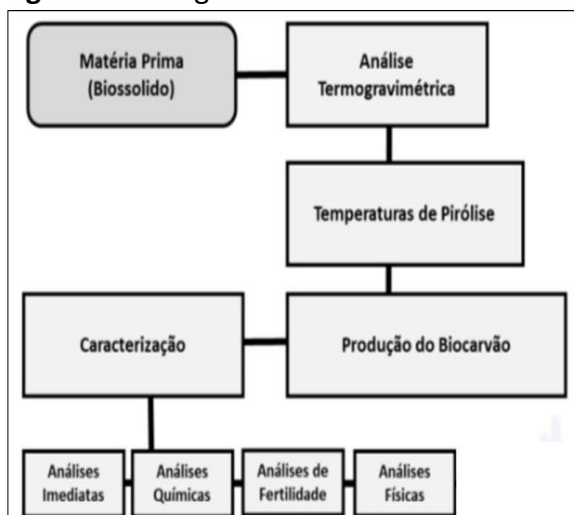 Matéria Prima
(Biossolido)
Análise
Termogravimétrica
Temperaturas de Pirólise
Caracterização
Produção do Biocarvão
Análises
Imediatas
Análises
Químicas
Análises de
Fertilidade
Análises
Físicas